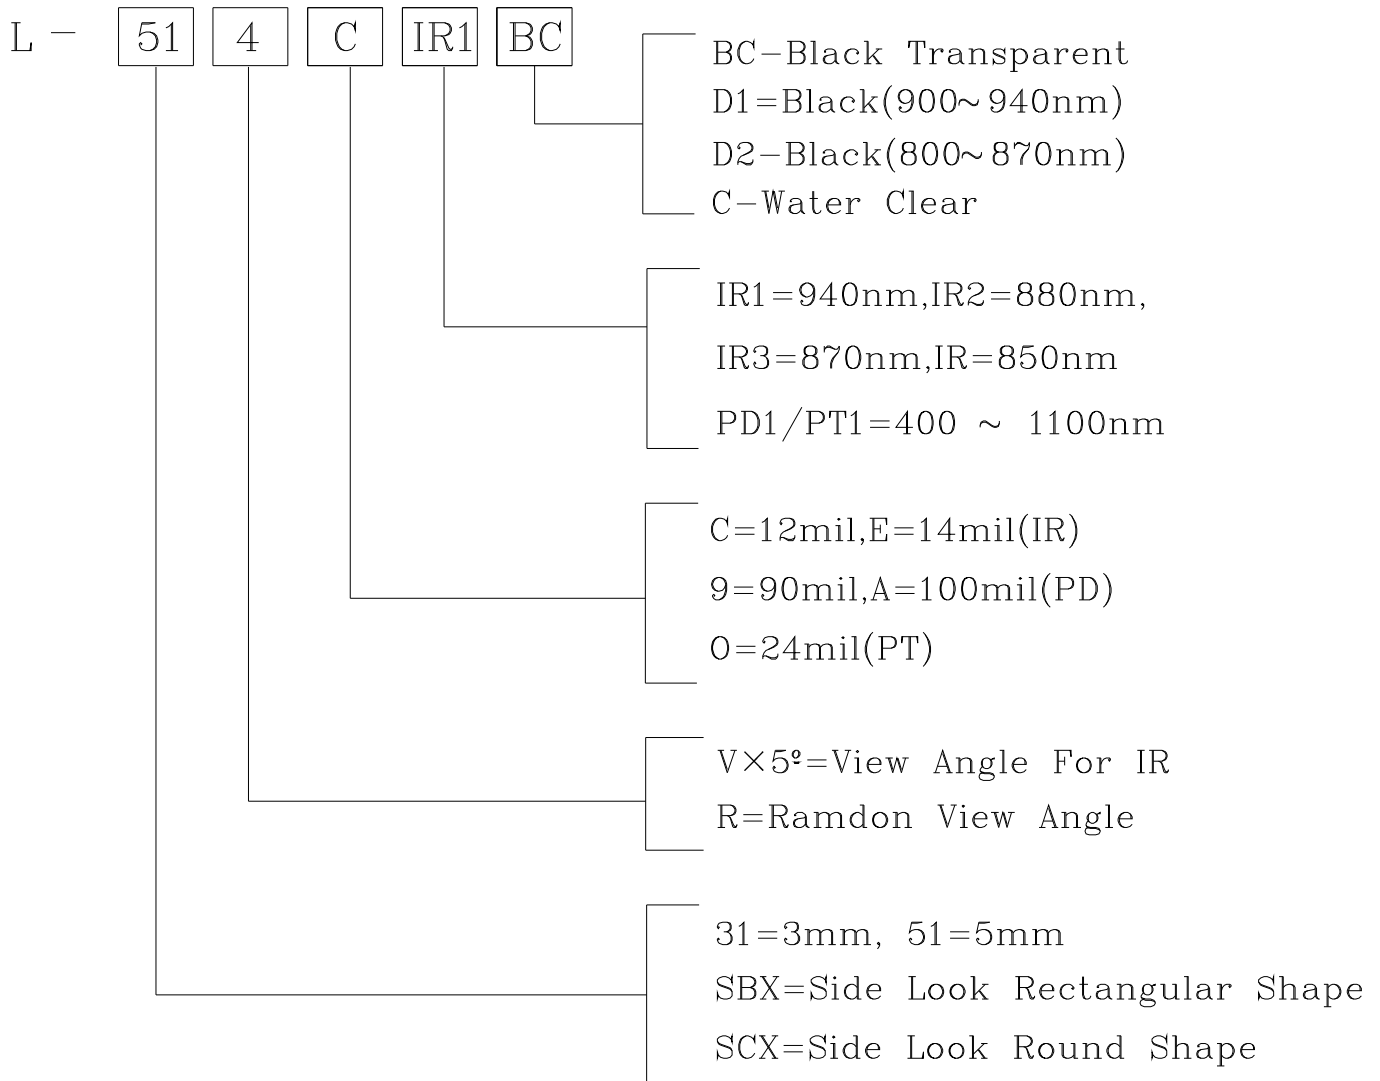 L - 51 4 C IR1 BC
BC-Black Transparent
D1=Black(900~940nm)
D2-Black(800~870nm)
C-Water Clear
IR1=940nm,IR2=880nm,
IR3=870nm,IR=850nm
PD1/PT1=400 ~ 1100nm
C=12mil,E=14mil(IR)
9=90mil,A=100mil(PD)
0=24mil(PT)
V×5º=View Angle For IR
R=Ramdon View Angle
31=3mm, 51=5mm
SBX=Side Look Rectangular Shape
SCX=Side Look Round Shape